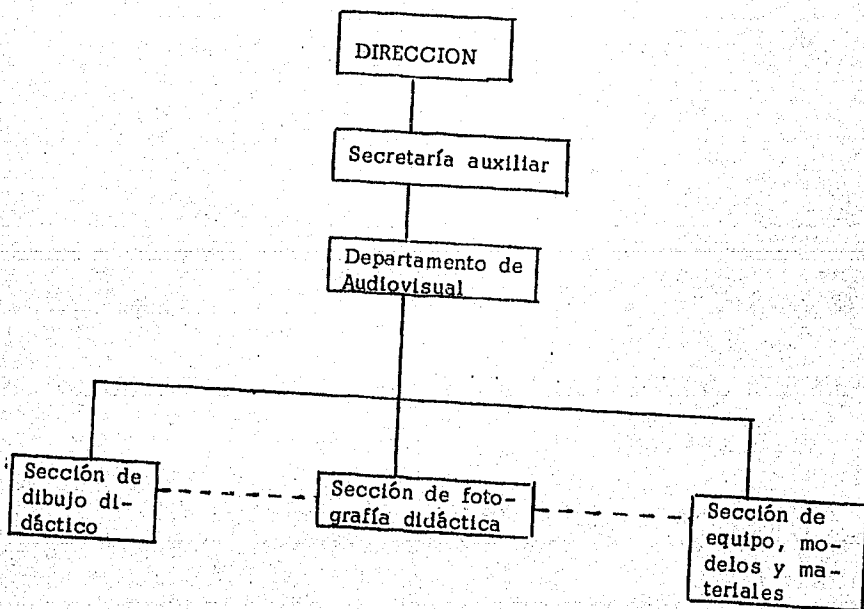 DIRECCION
Secretaría auxiliar
Departamento de
Audiovisual
Sección de
dibujo di-
dáctico
Sección de foto-
grafía didáctica
Sección de
equipo, mo-
delos y ma-
teriales